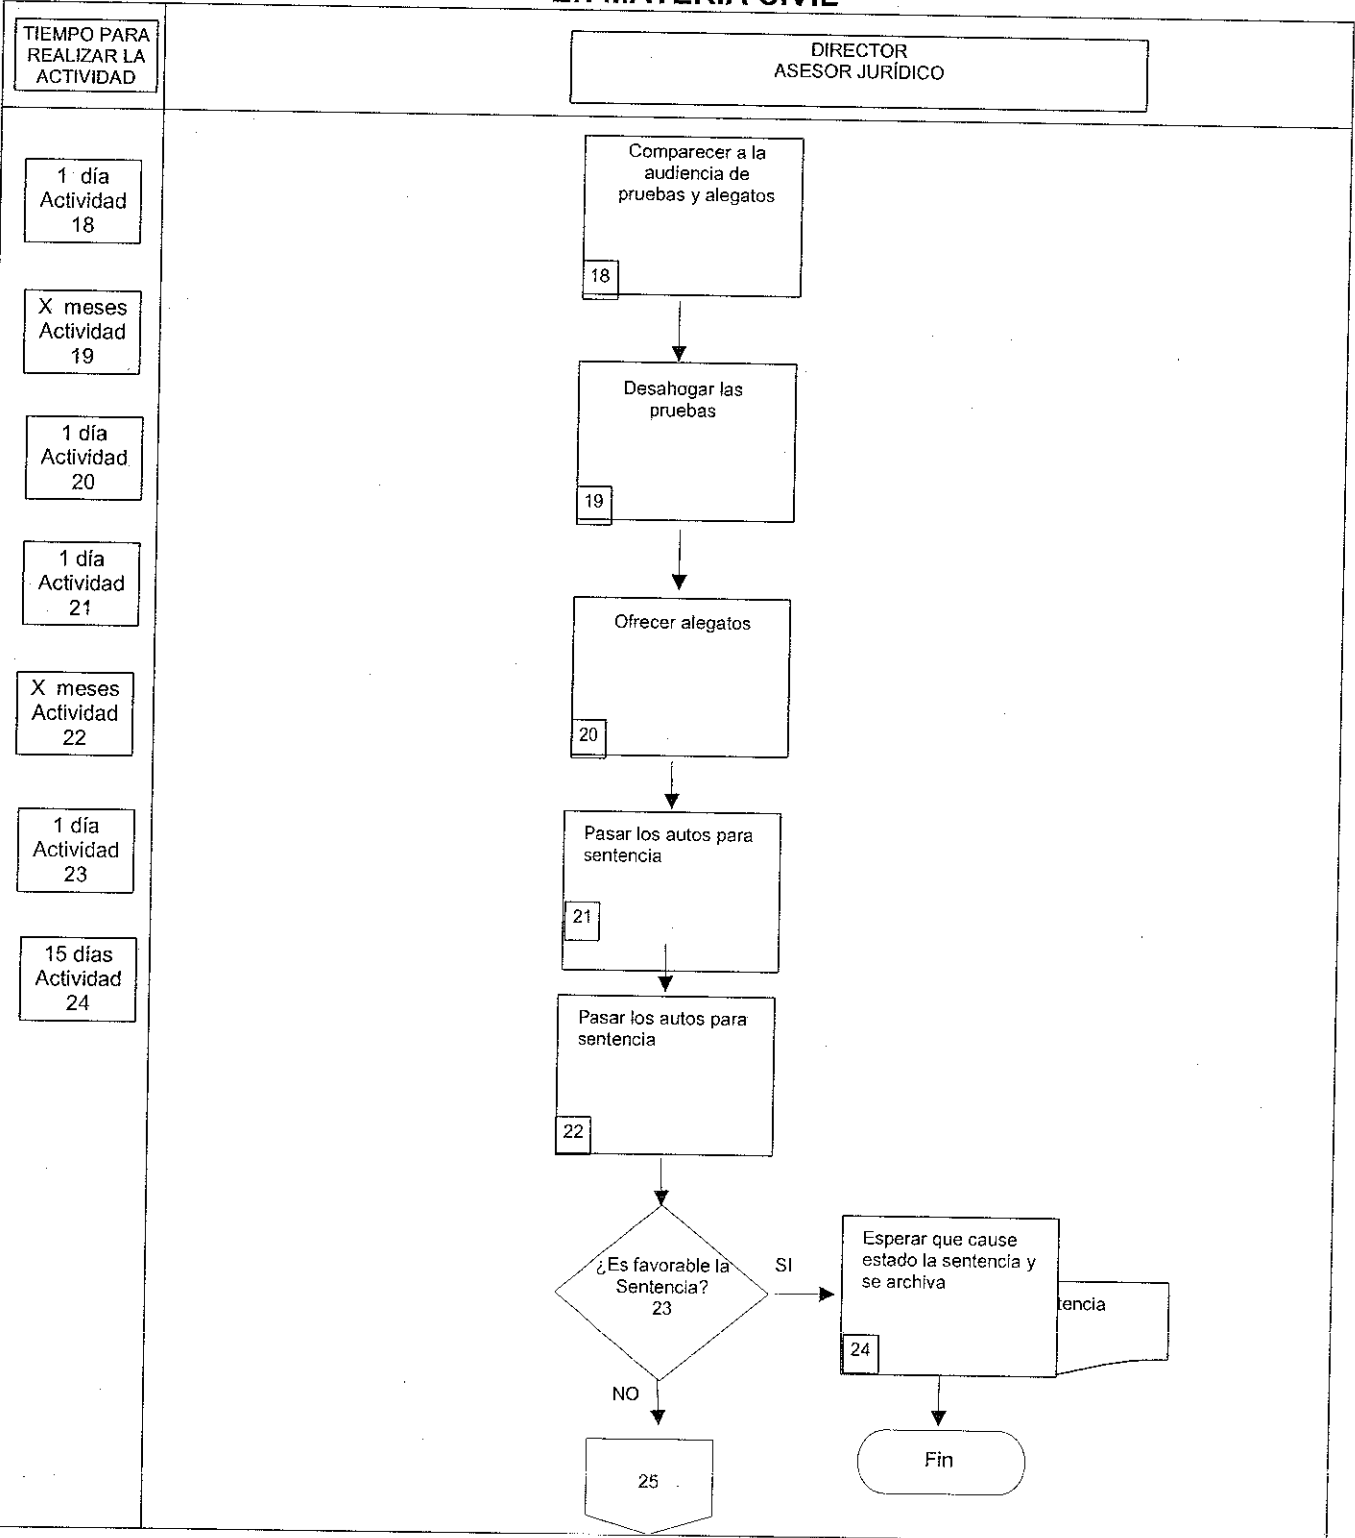 EN MATERIA CIVIL
TIEMPO PARA
REALIZAR LA
ACTIVIDAD
DIRECTOR
ASESOR JURÍDICO
1 día
Actividad
18
X meses
Actividad
19
1 día
Actividad
20
1 día
Actividad
21
X meses
Actividad
22
1 día
Actividad
23
15 días
Actividad
24
Comparecer a la
audiencia de
pruebas y alegatos
18
Desahogar las
pruebas
19
Ofrecer alegatos
20
Pasar los autos para
sentencia
21
Pasar los autos para
sentencia
22
¿Es favorable la
Sentencia?
23
SI
Esperar que cause
estado la sentencia y
se archiva
24
tencia
NO
25
Fin